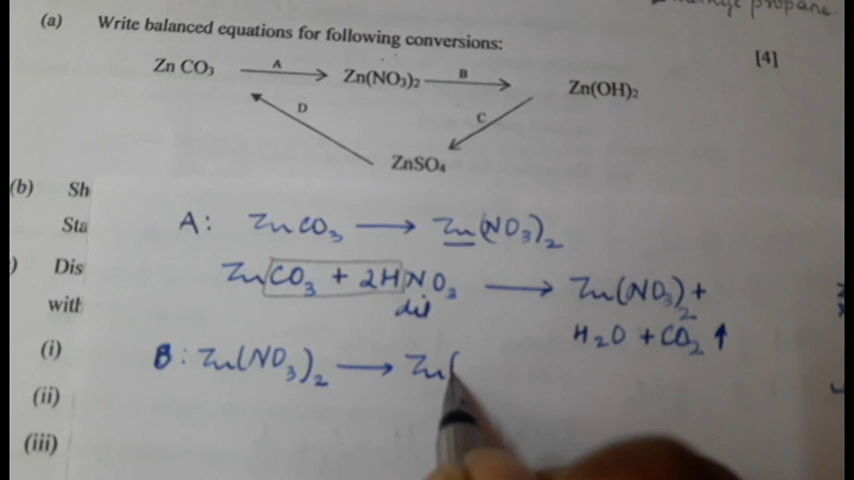 (a) Write balanced equations for following conversions:
[4]
Zn CO₃ A Zn(NO₃)₂ B Zn(OH)₂
D C
ZnSO₄
(b) Sh
Sta
) Dis
with
(i)
(ii)
(iii)
A: ZnCO₃ → Zn(NO₃)₂
ZnCO₃ + 2HNO₃ → Zn(NO₃)₂ +
dil
H₂O + CO₂ ↑
B: Zn(NO₃)₂ → Zn(
propane